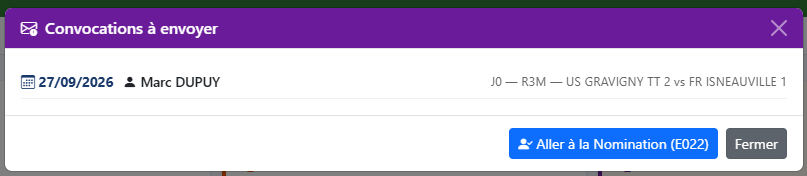 Convocations à envoyer
27/09/2026 Marc DUPUY J0 — R3M — US GRAVIGNY TT 2 vs FR ISNEAUVILLE 1
Aller à la Nomination (E022) Fermer